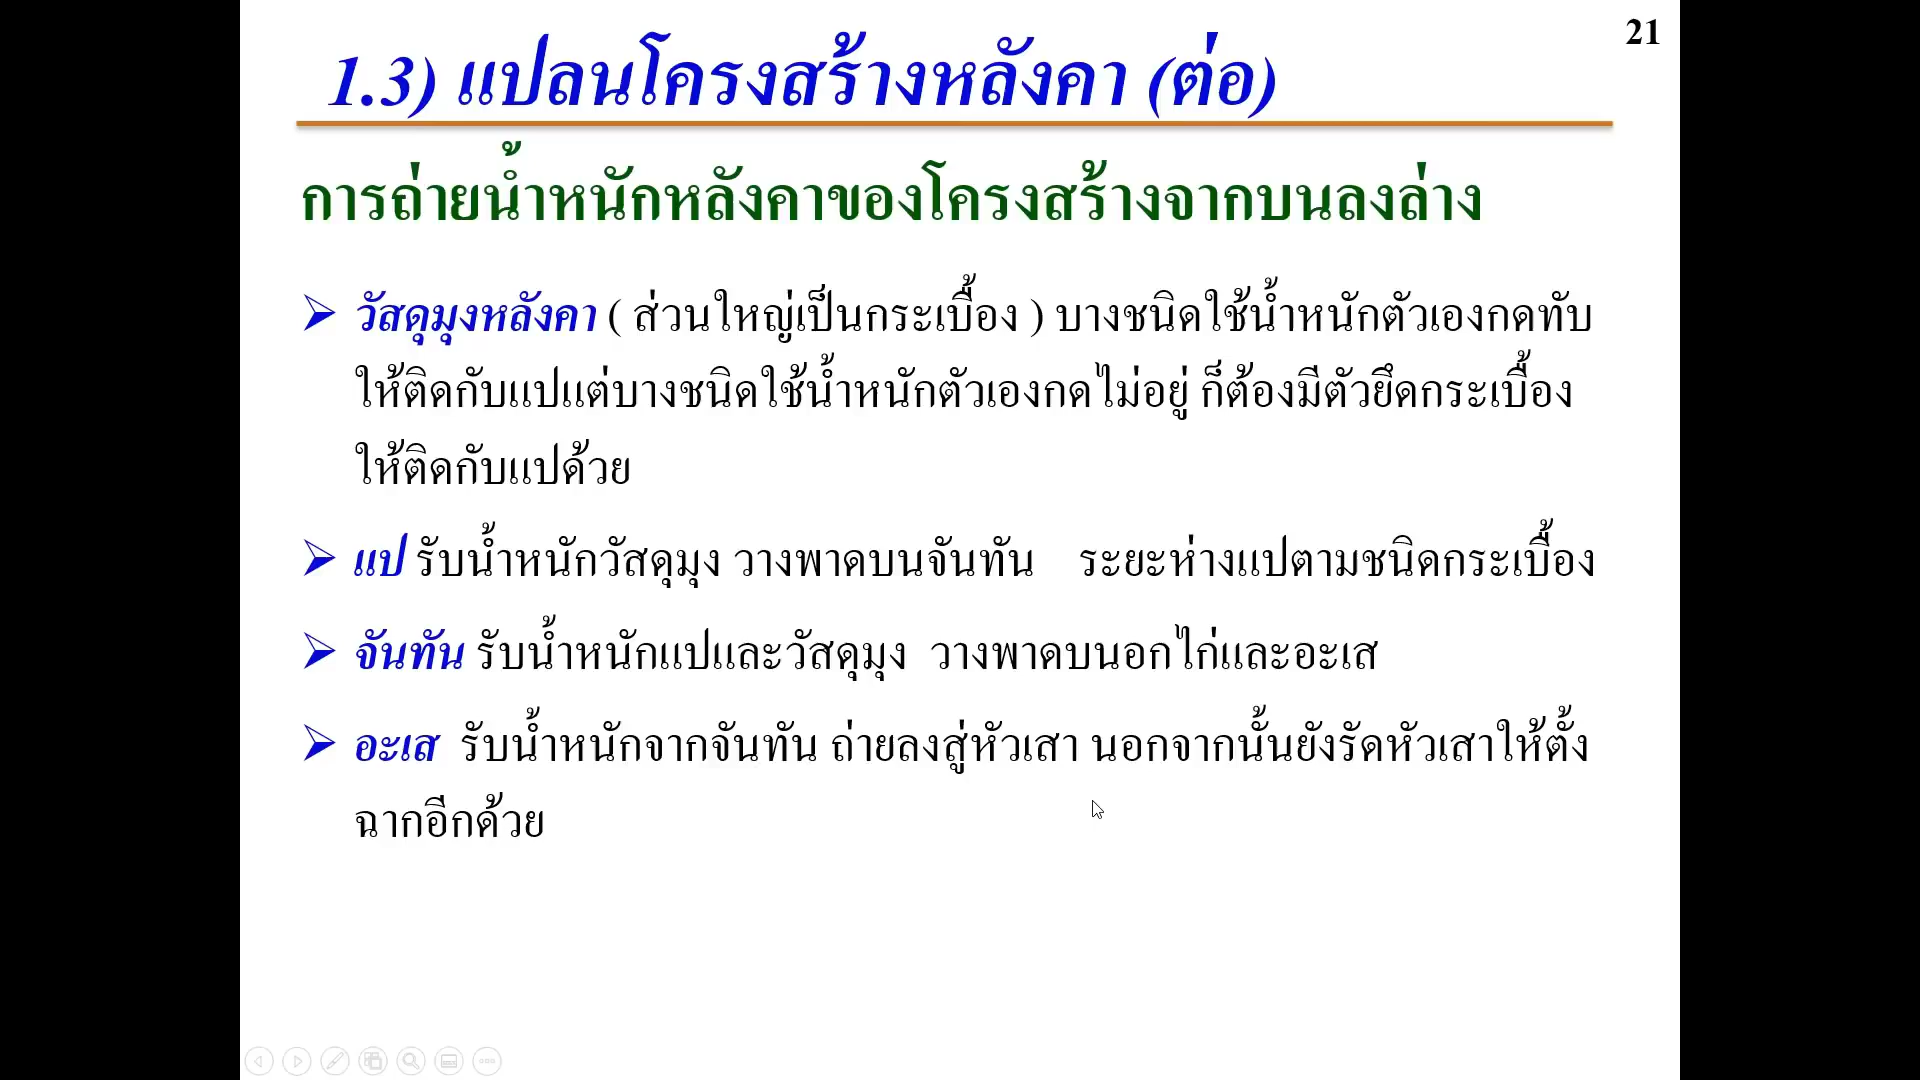 21
1.3) แปลนโครงสร้างหลังคา (ต่อ)
การถ่ายน้ำหนักหลังคาของโครงสร้างจากบนลงล่าง
➢ วัสดุมุงหลังคา ( ส่วนใหญ่เป็นกระเบื้อง ) บางชนิดใช้น้ำหนักตัวเองกดทับ
ให้ติดกับแปแต่บางชนิดใช้น้ำหนักตัวเองกดไม่อยู่ ก็ต้องมีตัวยึดกระเบื้อง
ให้ติดกับแปด้วย
➢ แป รับน้ำหนักวัสดุมุง วางพาดบนจันทัน ระยะห่างแปตามชนิดกระเบื้อง
➢ จันทัน รับน้ำหนักแปและวัสดุมุง วางพาดบนอกไก่และอะเส
➢ อะเส รับน้ำหนักจากจันทัน ถ่ายลงสู่หัวเสา นอกจากนั้นยังรัดหัวเสาให้ตั้ง
ฉากอีกด้วย